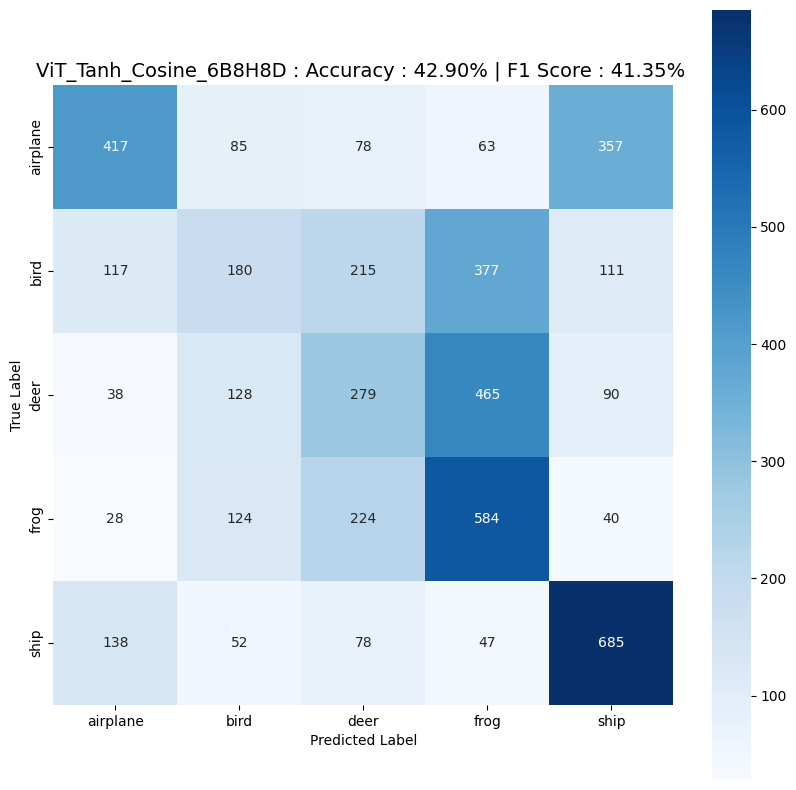 ViT_Tanh_Cosine_6B8H8D : Accuracy : 42.90% | F1 Score : 41.35%
airplane 417 85 78 63 357
bird 117 180 215 377 111
deer 38 128 279 465 90
frog 28 124 224 584 40
ship 138 52 78 47 685
airplane bird deer frog ship
Predicted Label
True Label
600
500
400
300
200
100